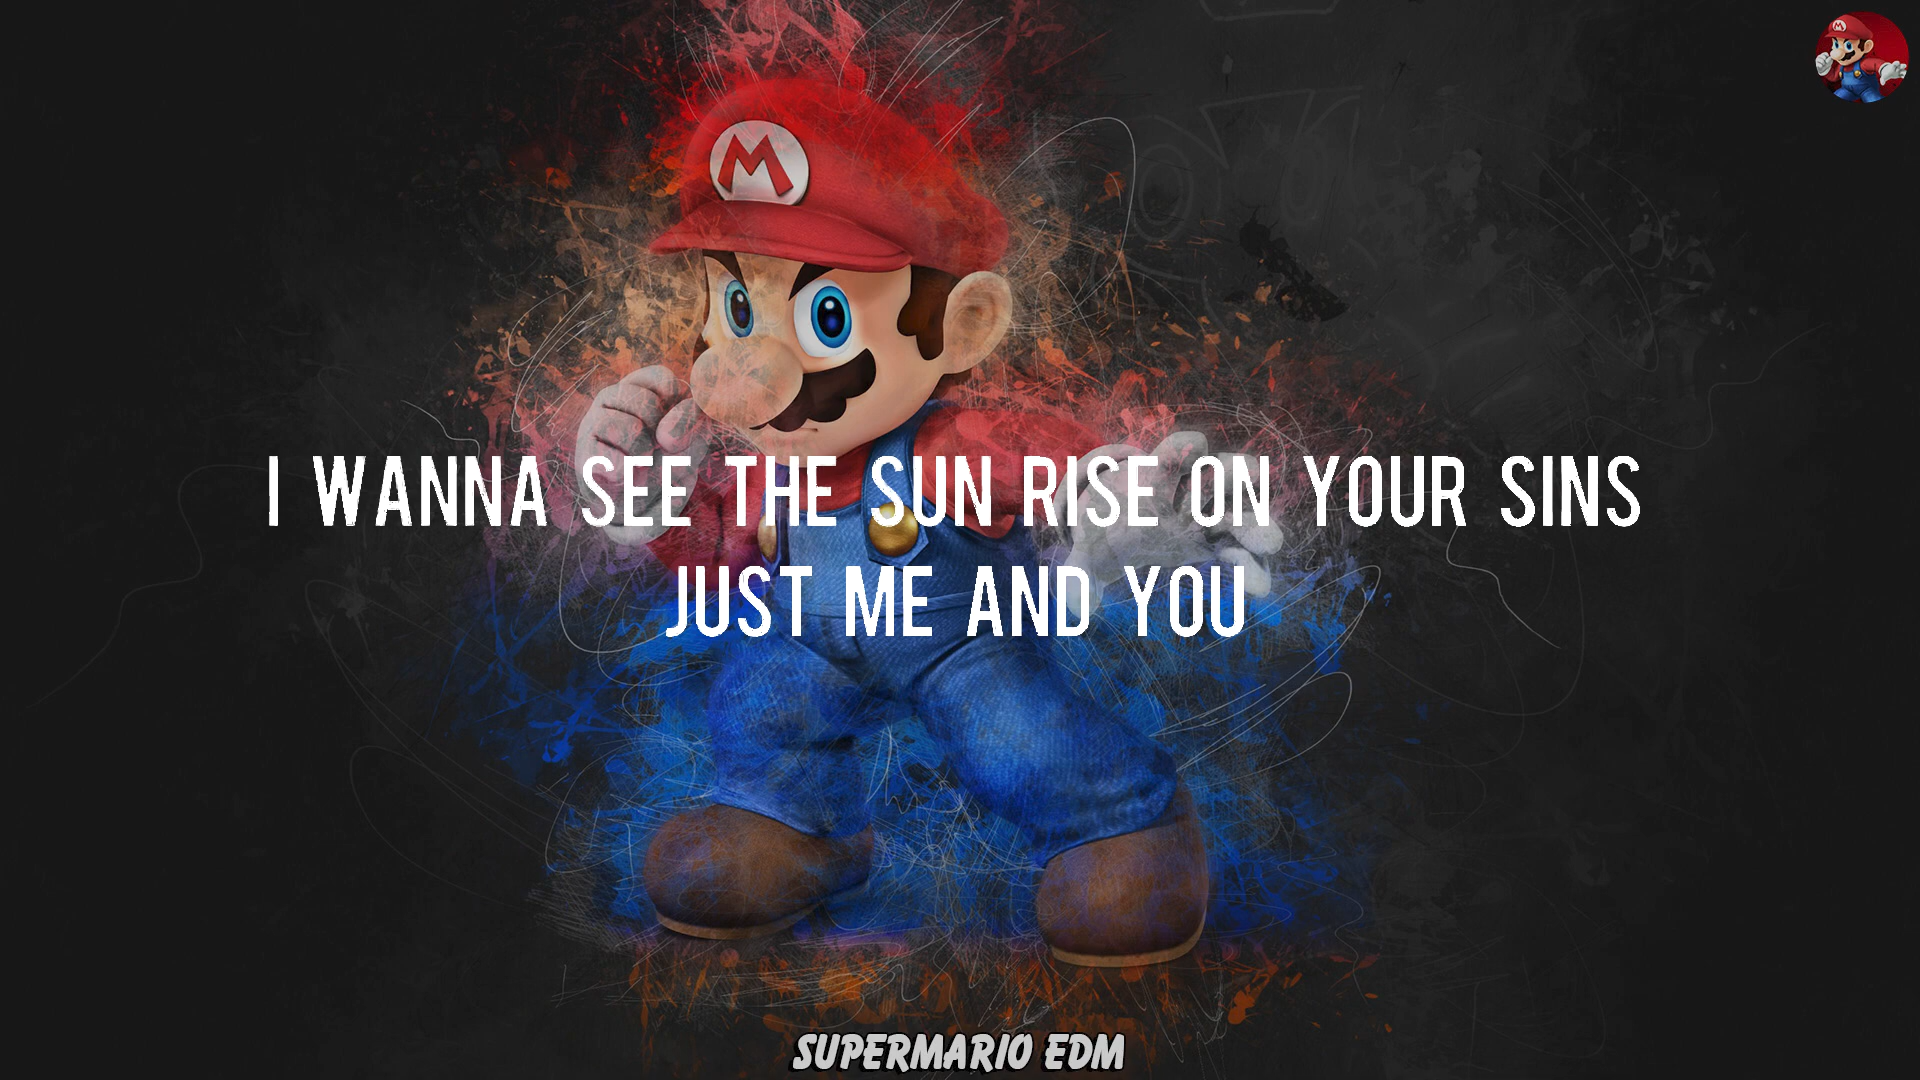 M
M
I WANNA SEE THE SUN RISE ON YOUR SINS
JUST ME AND YOU
SUPERMARIO EDM